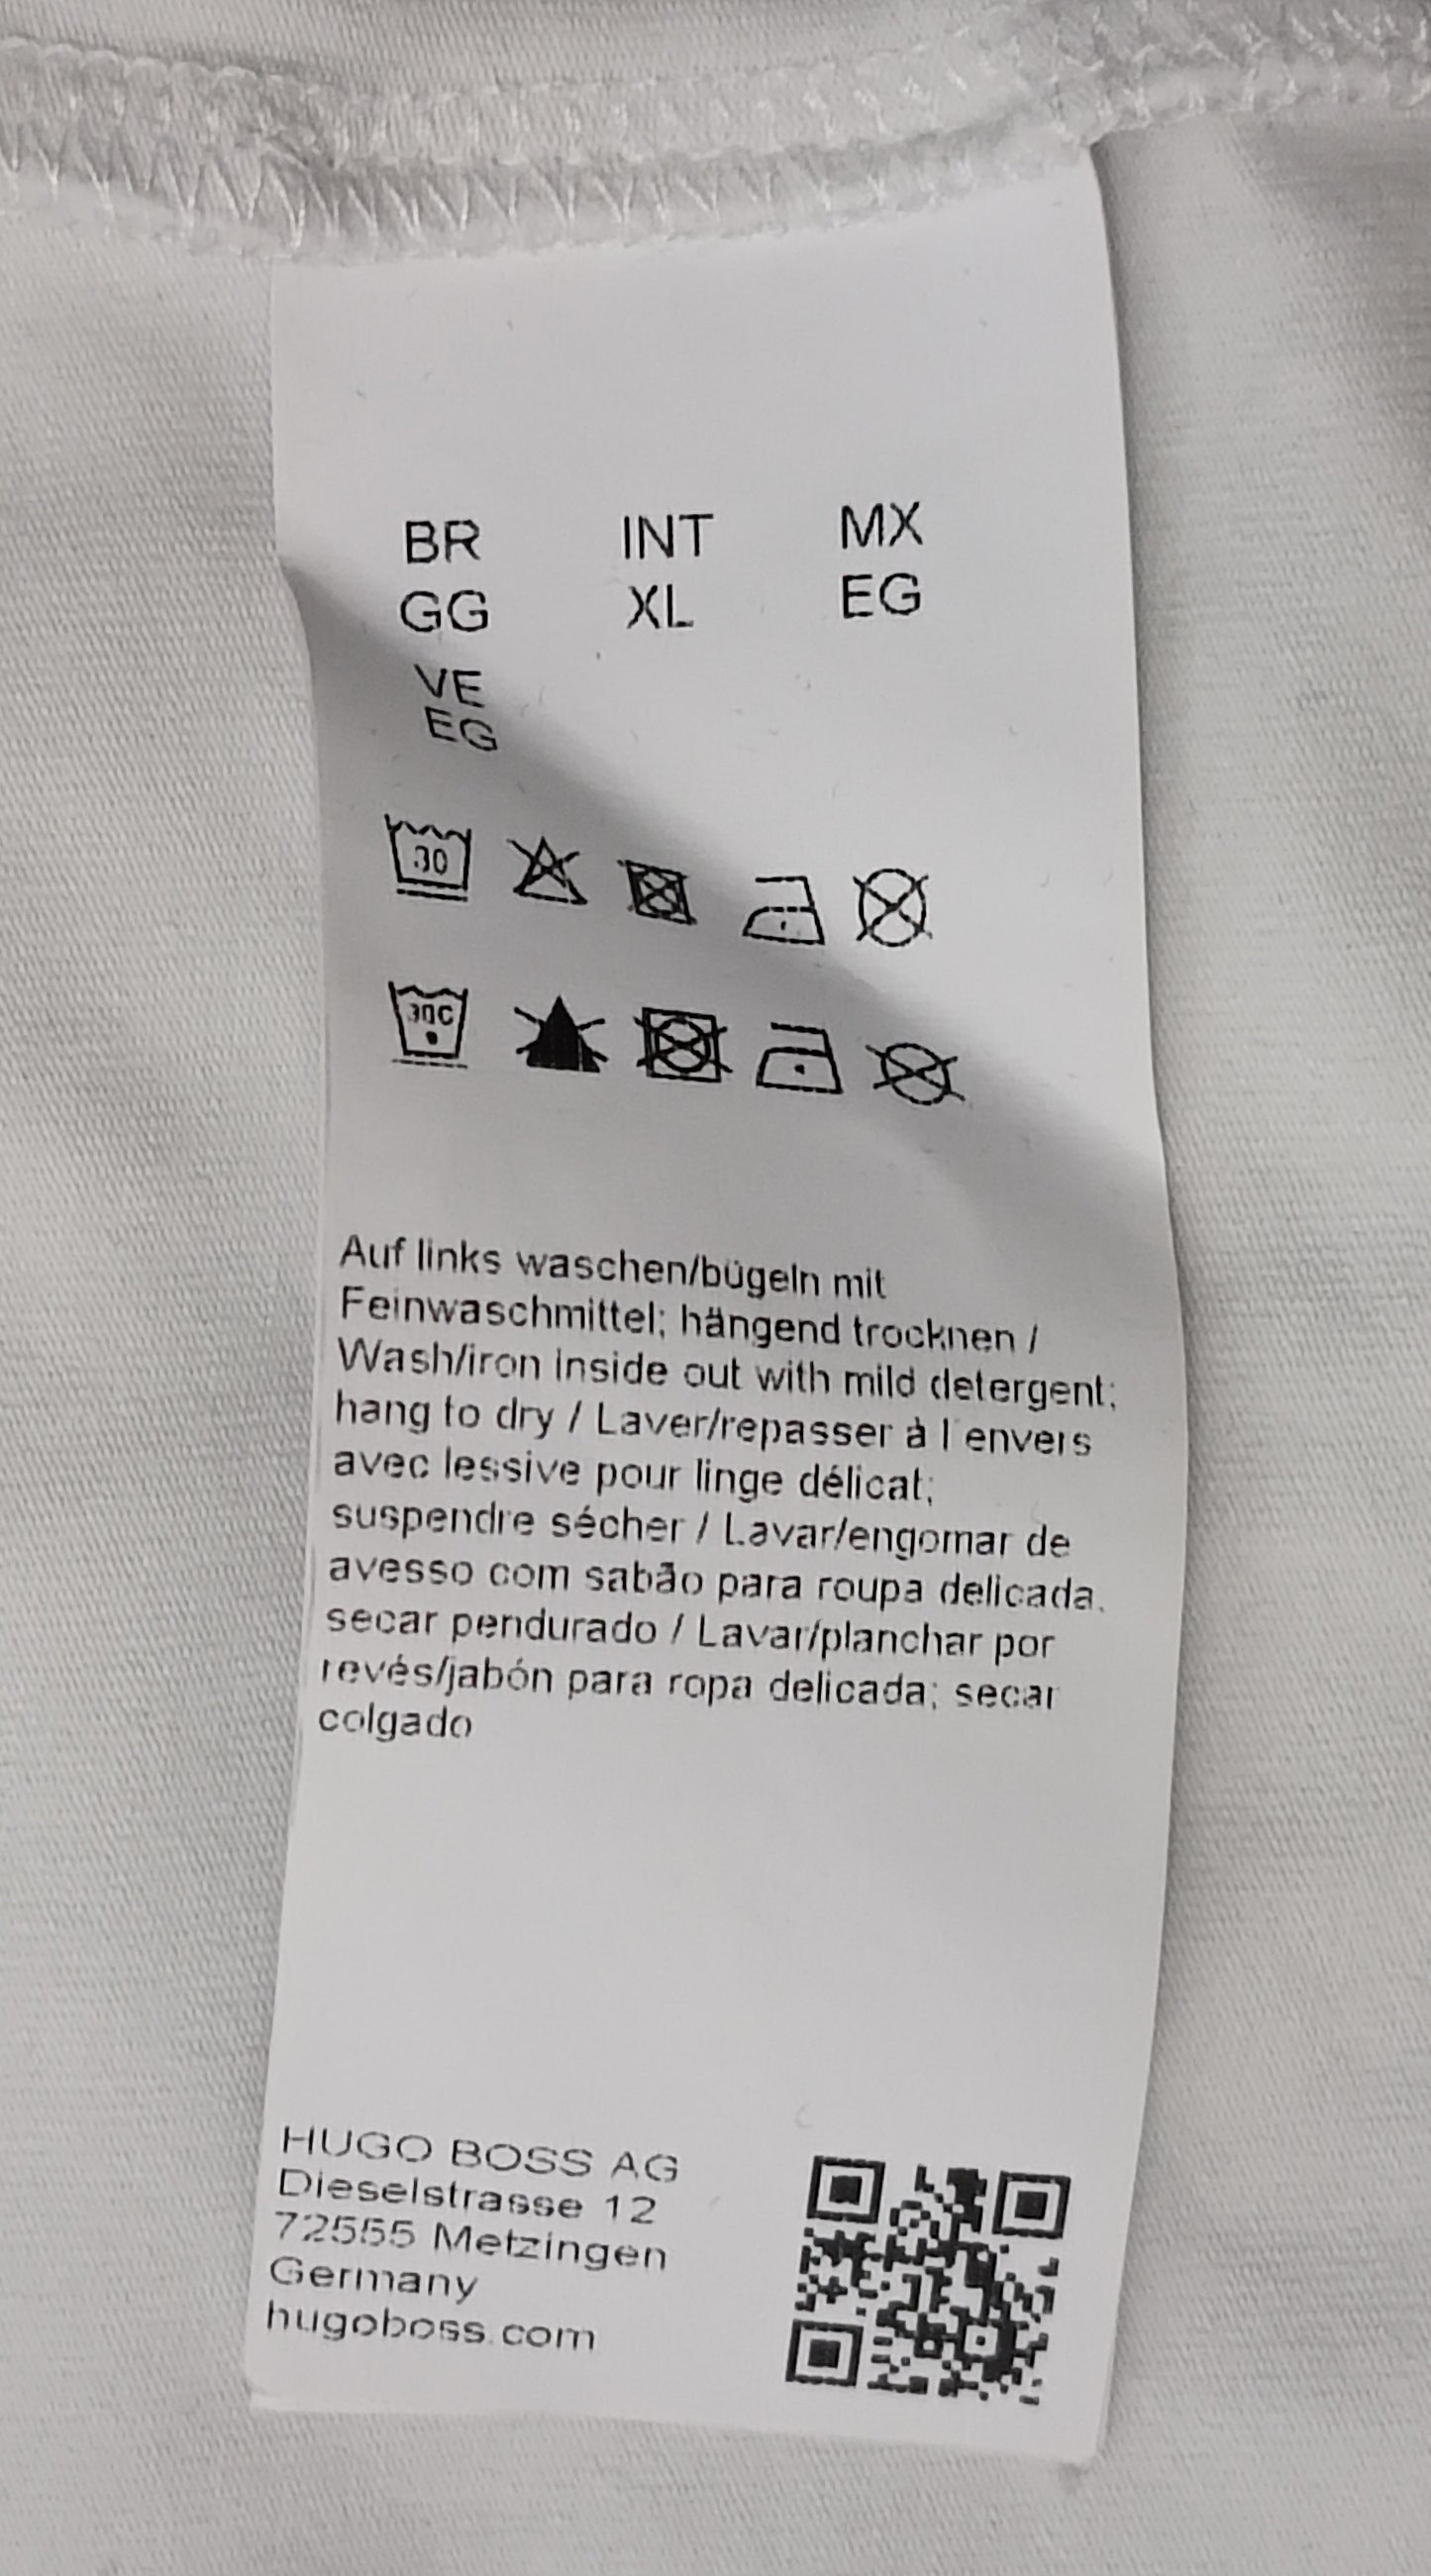 BR INT MX
GG XL EG
VE
EG
30
30C
Auf links waschen/bügeln mit
Feinwaschmittel; hängend trocknen /
Wash/iron inside out with mild detergent;
hang to dry / Laver/repasser à l'envers
avec lessive pour linge délicat;
suspendre sécher / Lavar/engomar de
avesso com sabão para roupa delicada,
secar pendurado / Lavar/planchar por
revés/jabón para ropa delicada; secar
colgado
HUGO BOSS AG
Dieselstrasse 12
72555 Metzingen
Germany
hugoboss.com